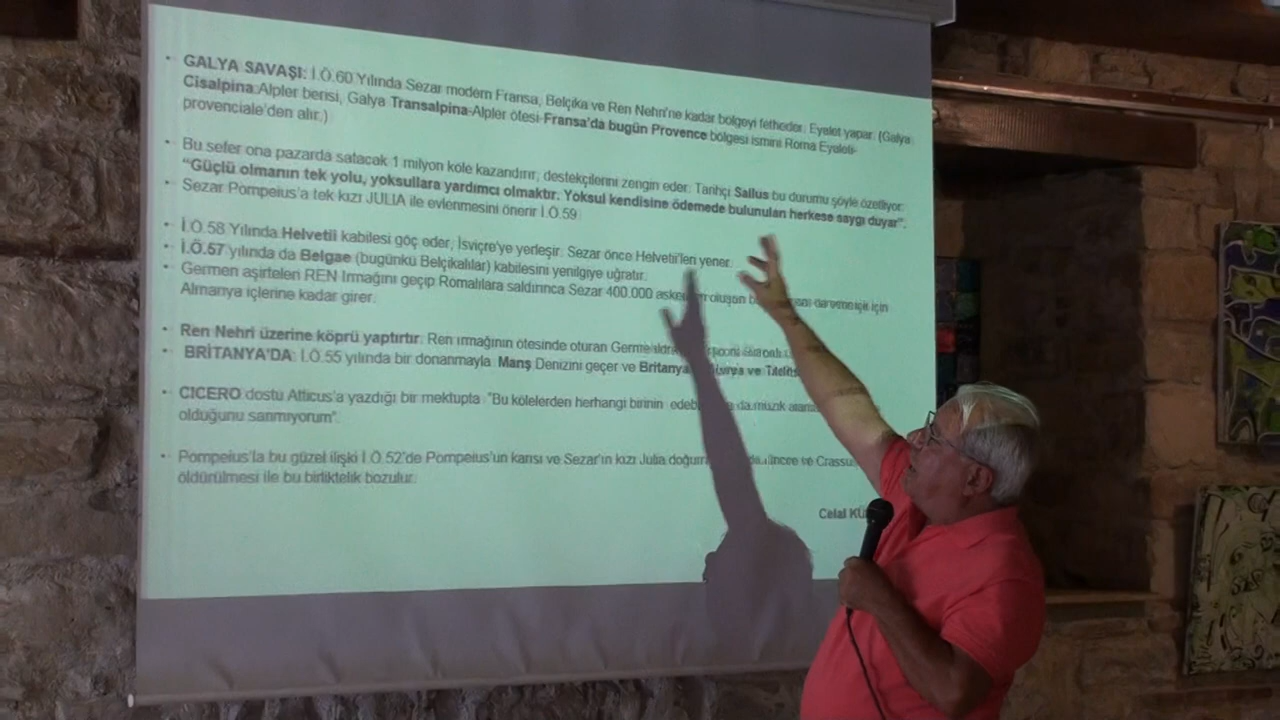 • GALYA SAVAŞI: İ.Ö.60 Yılında Sezar modern Fransa, Belçika ve Ren Nehri'ne kadar bölgeyi fetheder. Eyalet yapar. (Galya
Cisalpina:Alpler berisi, Galya Transalpina-Alpler ötesi-Fransa'da bugün Provence bölgesi ismini Roma Eyaleti-
provenciale'den alır.)
• Bu sefer ona pazarda satacak 1 milyon köle kazandırır, destekçilerini zengin eder. Tarihçi Sallus bu durumu şöyle özetliyor:
"Güçlü olmanın tek yolu, yoksullara yardımcı olmaktır. Yoksul kendisine ödemede bulunulan herkese saygı duyar".
• Sezar Pompeius'a tek kızı JULIA ile evlenmesini önerir İ.Ö.59
• İ.Ö.58 Yılında Helvetii kabilesi göç eder, İsviçre'ye yerleşir. Sezar önce Helvetii'leri yener.
• İ.Ö.57 yılında da Belgae (bugünkü Belçikalılar) kabilesini yenilgiye uğratır.
• Germen aşiretleri REN Irmağını geçip Romalılara saldırınca Sezar 400.000 için
Almanya içlerine kadar girer.
• Ren Nehri üzerine köprü yaptırtır. Ren ırmağının ötesinde oturan
• BRİTANYA'DA: İ.Ö.55 yılında bir donanmayla Manş Denizini geçer ve Britanya ve
• CICERO dostu Atticus'a yazdığı bir mektupta "Bu kölelerden herhangi birinin da müzik
olduğunu sanmıyorum".
• Pompeius'la bu güzel ilişki İ.Ö.52'de Pompeius'un karısı ve Sezar'ın kızı Julia ve
öldürülmesi ile bu birliktelik bozulur.
Celal